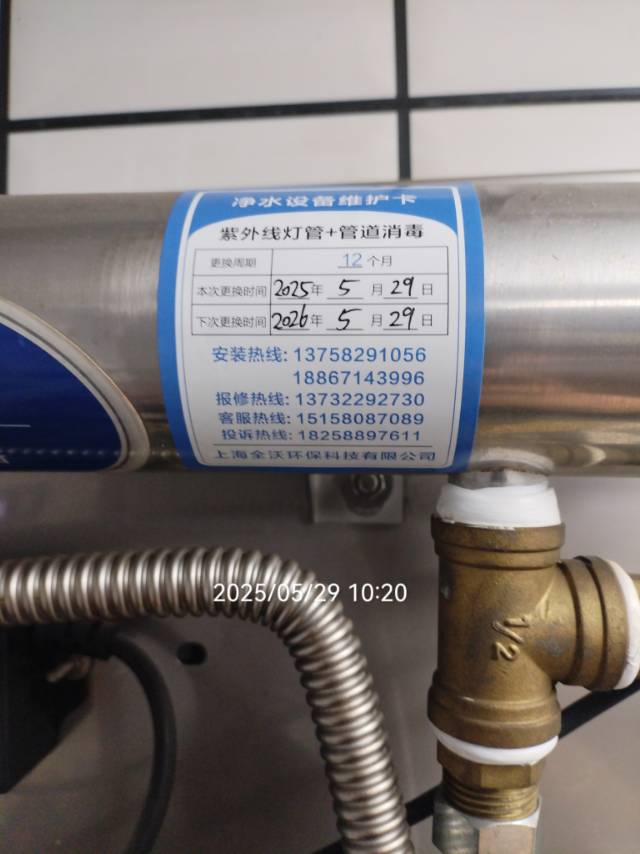 净水设备维护卡
紫外线灯管+管道消毒
更换周期 12 个月
本次更换时间 2025年 5 月 29 日
下次更换时间 2026年 5 月 29 日
安装热线: 13758291056
18867143996
报修热线: 13732292730
客服热线: 15158087089
投诉热线: 18258897611
上海全沃环保科技有限公司
2025/05/29 10:20
1/2